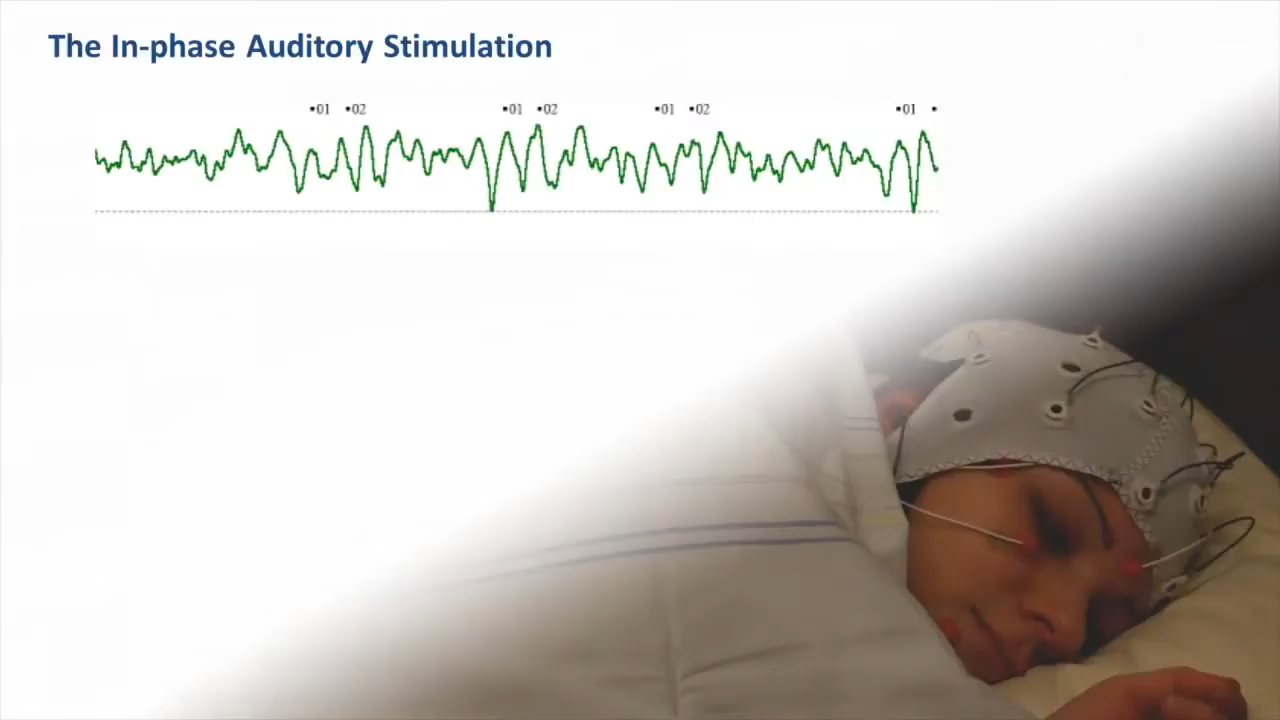 The In-phase Auditory Stimulation
▪01 ▪02 ▪01 ▪02 ▪01 ▪02 ▪01 ▪